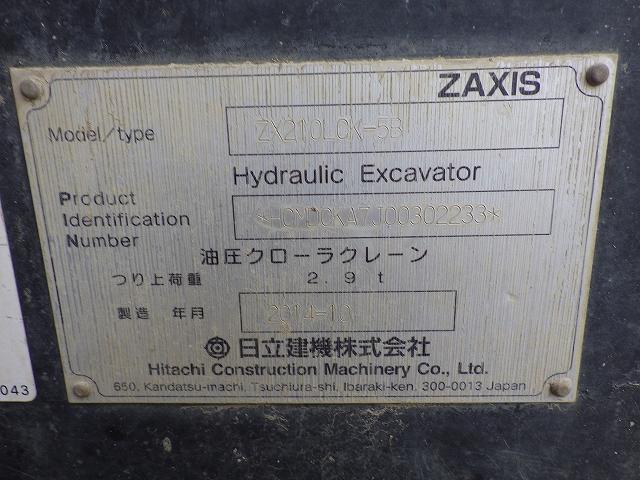 ZAXIS
Model/type ZX210LCK-5B
Hydraulic Excavator
Product
Identification
Number
*HCMDCKA7J00302233*
油圧クローラクレーン
つり上荷重 2.9 t
製造 年月 2014-10
日立建機株式会社
Hitachi Construction Machinery Co., Ltd.
650, Kandatsu-machi, Tsuchiura-shi, Ibaraki-ken, 300-0013 Japan
043